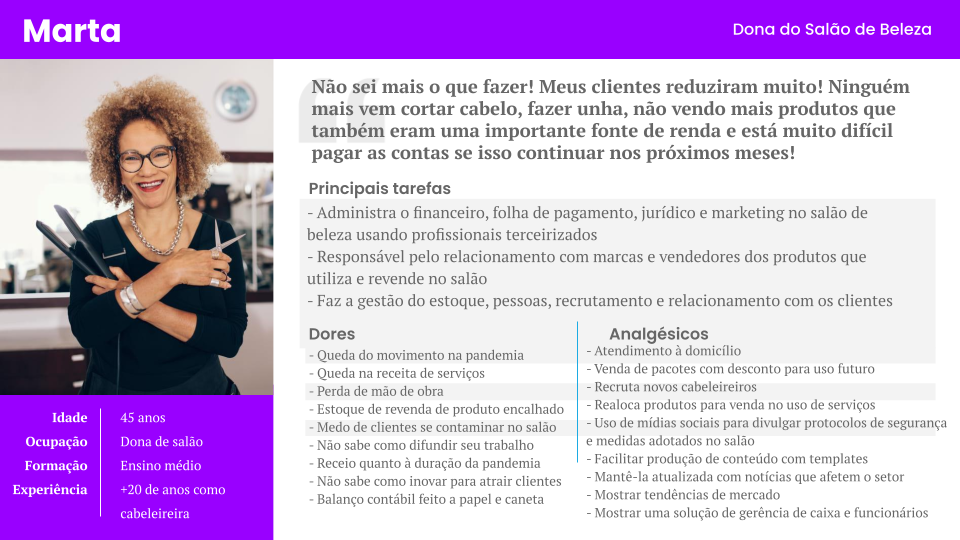 Marta
Dona do Salão de Beleza
Não sei mais o que fazer! Meus clientes reduziram muito! Ninguém
mais vem cortar cabelo, fazer unha, não vendo mais produtos que
também eram uma importante fonte de renda e está muito difícil
pagar as contas se isso continuar nos próximos meses!
Principais tarefas
- Administra o financeiro, folha de pagamento, jurídico e marketing no salão de
beleza usando profissionais terceirizados
- Responsável pelo relacionamento com marcas e vendedores dos produtos que
utiliza e revende no salão
- Faz a gestão do estoque, pessoas, recrutamento e relacionamento com os clientes
Dores
- Queda do movimento na pandemia
- Queda na receita de serviços
- Perda de mão de obra
- Estoque de revenda de produto encalhado
- Medo de clientes se contaminar no salão
- Não sabe como difundir seu trabalho
- Receio quanto à duração da pandemia
- Não sabe como inovar para atrair clientes
- Balanço contábil feito a papel e caneta
Analgésicos
- Atendimento à domicílio
- Venda de pacotes com desconto para uso futuro
- Recruta novos cabeleireiros
- Realoca produtos para venda no uso de serviços
- Uso de mídias sociais para divulgar protocolos de segurança
e medidas adotados no salão
- Facilitar produção de conteúdo com templates
- Mantê-la atualizada com notícias que afetem o setor
- Mostrar tendências de mercado
- Mostrar uma solução de gerência de caixa e funcionários
Idade 45 anos
Ocupação Dona de salão
Formação Ensino médio
Experiência +20 de anos como
cabeleireira